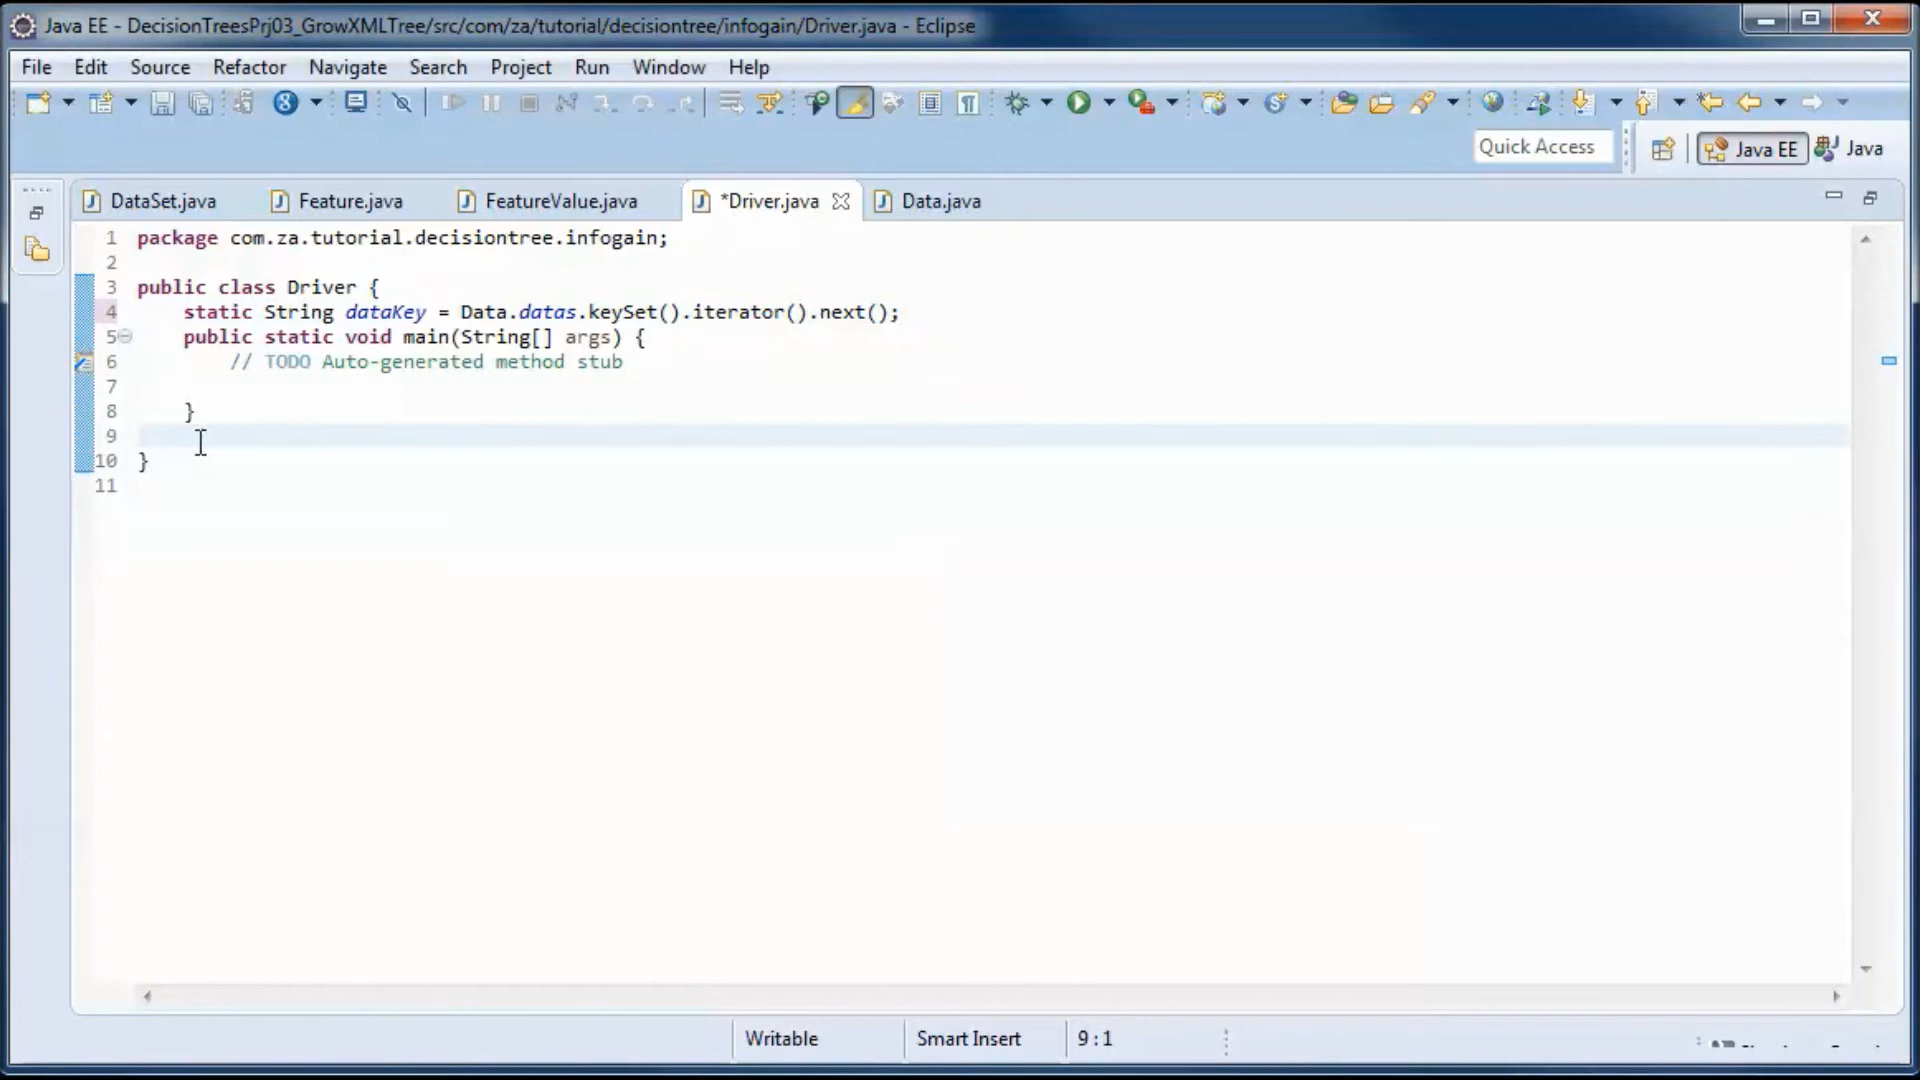 Java EE - DecisionTreesPrj03_GrowXMLTree/src/com/za/tutorial/decisiontree/infogain/Driver.java - Eclipse
File Edit Source Refactor Navigate Search Project Run Window Help
Quick Access Java EE Java
DataSet.java Feature.java FeatureValue.java *Driver.java Data.java
1 package com.za.tutorial.decisiontree.infogain;
2
3 public class Driver {
4 static String dataKey = Data.datas.keySet().iterator().next();
5 public static void main(String[] args) {
6 // TODO Auto-generated method stub
7
8 }
9
10 }
11
Writable Smart Insert 9 : 1